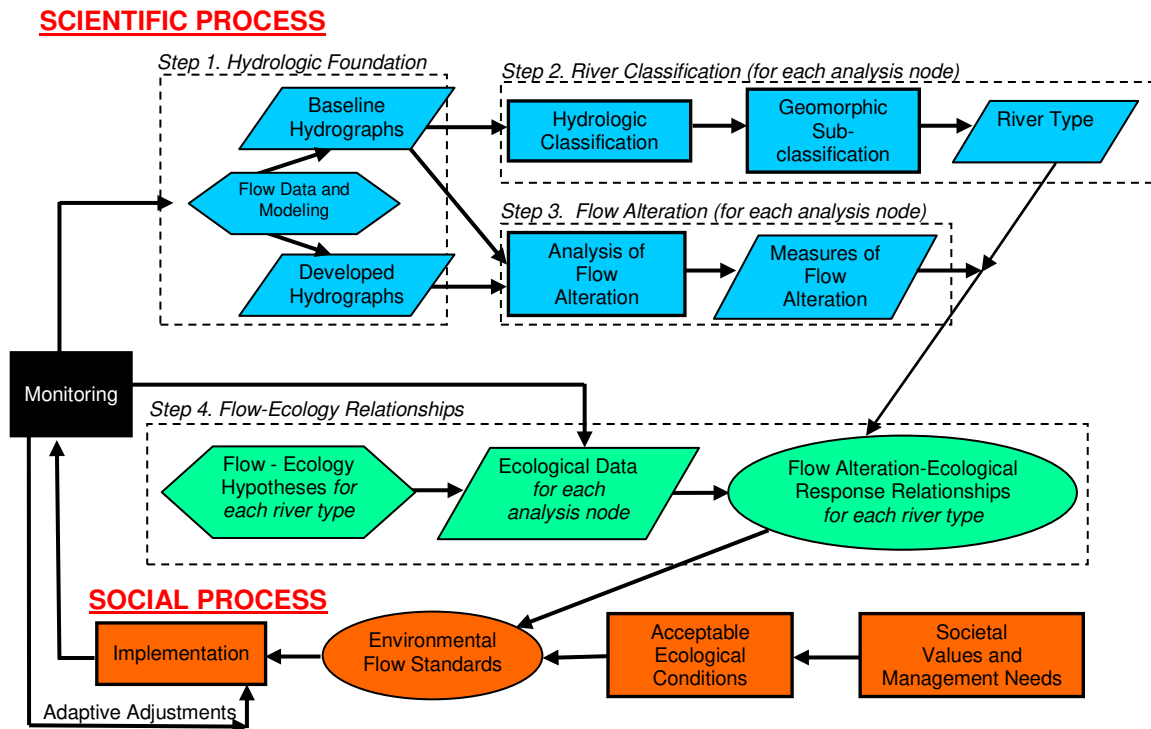 SCIENTIFIC PROCESS
Step 1. Hydrologic Foundation
Baseline
Hydrographs
Flow Data and
Modeling
Developed
Hydrographs
Step 2. River Classification (for each analysis node)
Hydrologic
Classification
Geomorphic
Sub-
classification
River Type
Step 3.  Flow Alteration (for each analysis node)
Analysis of
Flow
Alteration
Measures of
Flow
Alteration
Monitoring
Step 4. Flow-Ecology Relationships
Flow - Ecology
Hypotheses for
each river type
Ecological Data
for each
analysis node
Flow Alteration-Ecological
Response Relationships
for each river type
SOCIAL PROCESS
Implementation
Environmental
Flow Standards
Acceptable
Ecological
Conditions
Societal
Values and
Management Needs
Adaptive Adjustments